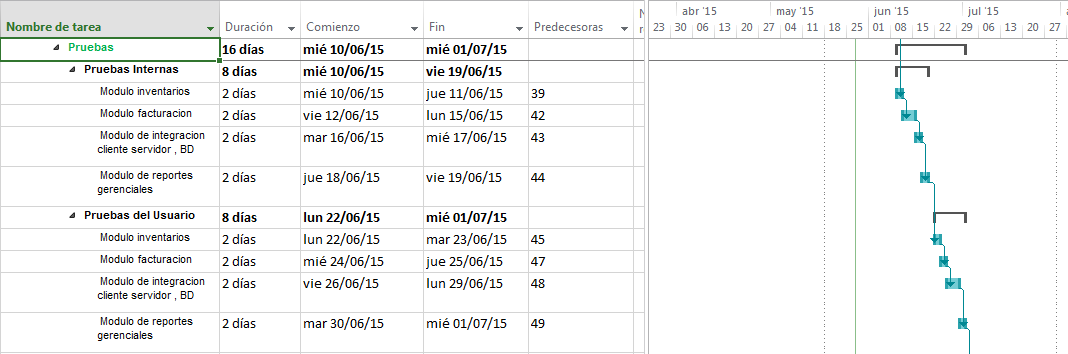 Nombre de tarea Duración Comienzo Fin Predecesoras N
r
abr '15 may '15 jun '15 jul '15 a
23 30 06 13 20 27 04 11 18 25 01 08 15 22 29 06 13 20 27
Pruebas 16 días mié 10/06/15 mié 01/07/15
Pruebas Internas 8 días mié 10/06/15 vie 19/06/15
Modulo inventarios 2 días mié 10/06/15 jue 11/06/15 39
Modulo facturacion 2 días vie 12/06/15 lun 15/06/15 42
Modulo de integracion 2 días mar 16/06/15 mié 17/06/15 43
cliente servidor , BD
Modulo de reportes 2 días jue 18/06/15 vie 19/06/15 44
gerenciales
Pruebas del Usuario 8 días lun 22/06/15 mié 01/07/15
Modulo inventarios 2 días lun 22/06/15 mar 23/06/15 45
Modulo facturacion 2 días mié 24/06/15 jue 25/06/15 47
Modulo de integracion 2 días vie 26/06/15 lun 29/06/15 48
cliente servidor , BD
Modulo de reportes 2 días mar 30/06/15 mié 01/07/15 49
gerenciales